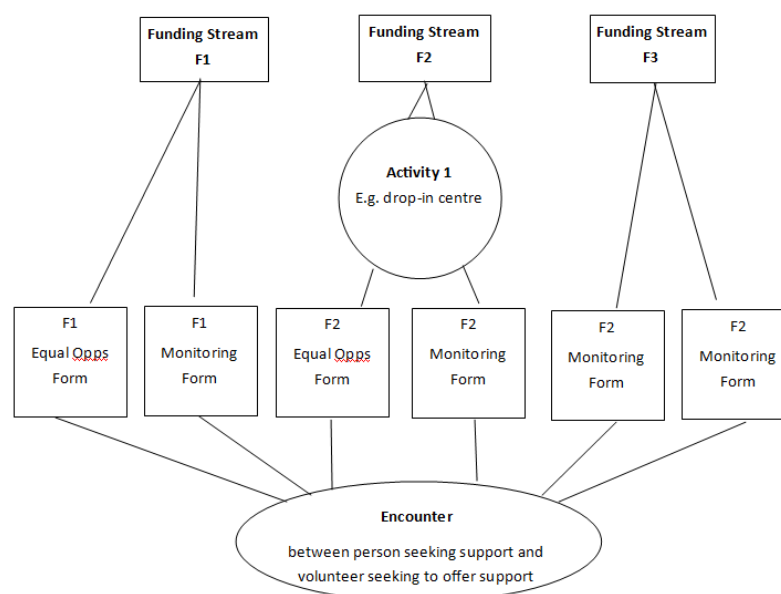 Funding Stream
F1
Funding Stream
F2
Funding Stream
F3
Activity 1
E.g. drop-in centre
F1
Equal Opps
Form
F1
Monitoring
Form
F2
Equal Opps
Form
F2
Monitoring
Form
F2
Monitoring
Form
F2
Monitoring
Form
Encounter
between person seeking support and
volunteer seeking to offer support